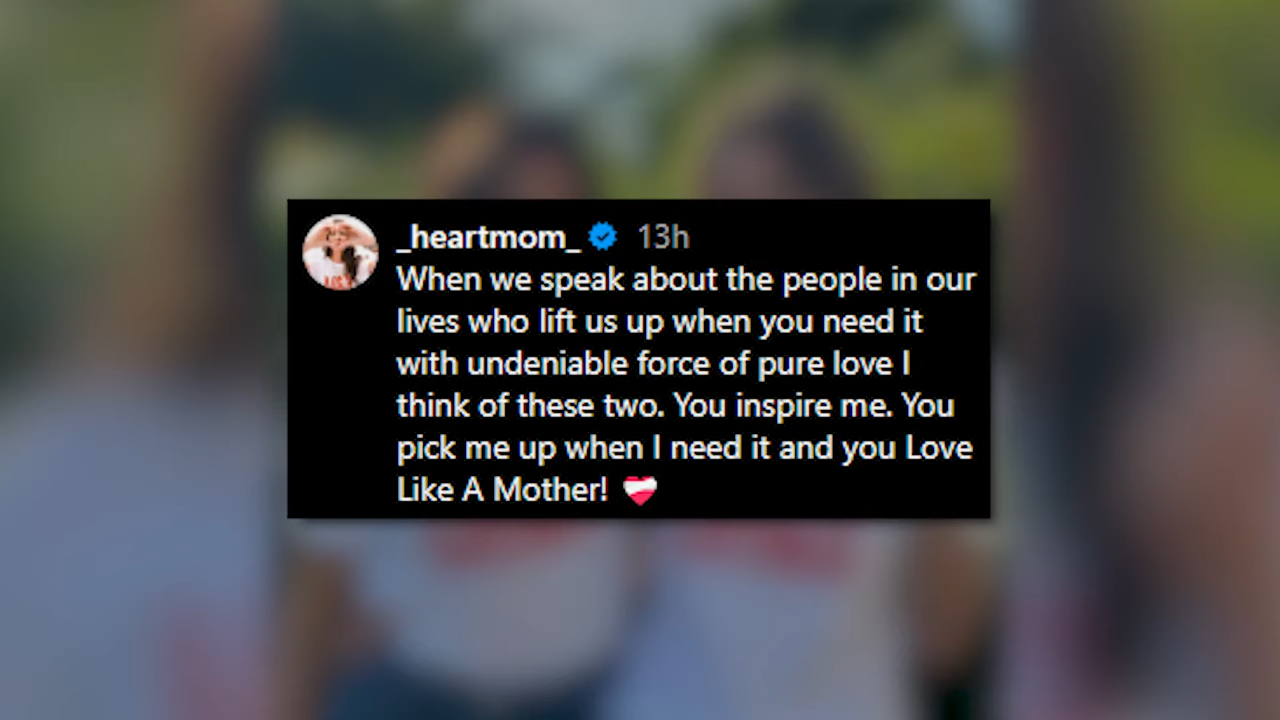 _heartmom_ 13h
When we speak about the people in our
lives who lift us up when you need it
with undeniable force of pure love I
think of these two. You inspire me. You
pick me up when I need it and you Love
Like A Mother! ❤️